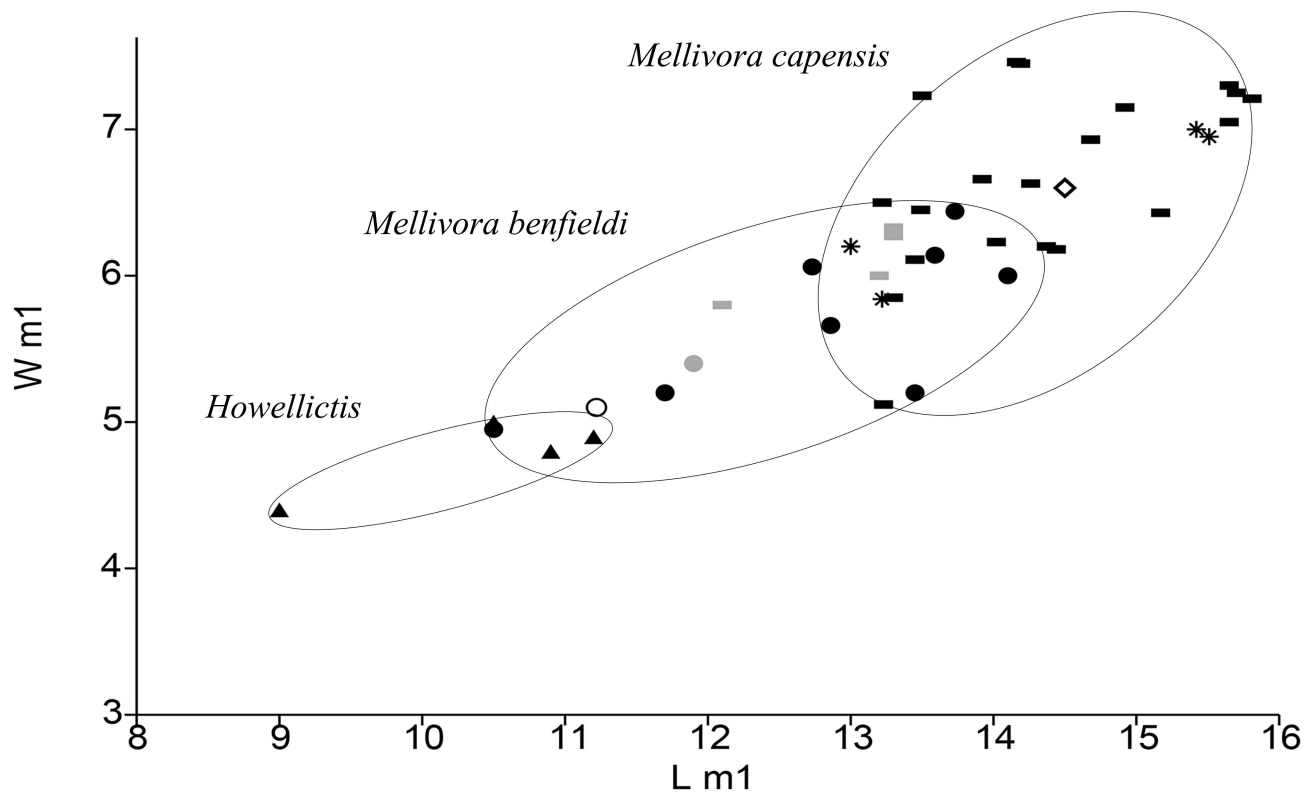 Mellivora capensis
7
Mellivora benfieldi
6
W m1
Howellictis
5
4
3
8 9 10 11 12 13 14 15 16
L m1